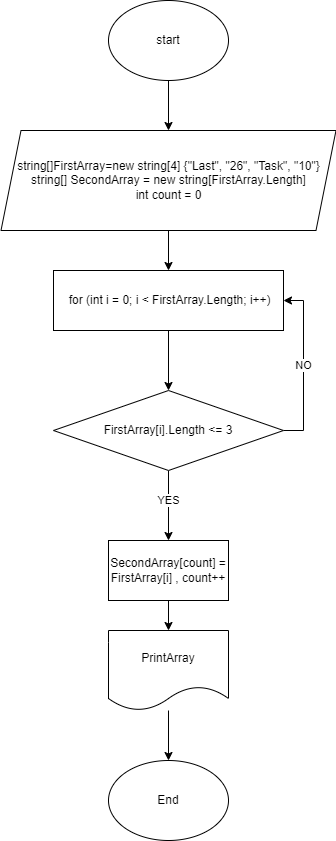 start
string[]FirstArray=new string[4] {"Last", "26", "Task", "10"}
string[] SecondArray = new string[FirstArray.Length]
int count = 0
for (int i = 0; i < FirstArray.Length; i++)
NO
FirstArray[i].Length <= 3
YES
SecondArray[count] =
FirstArray[i] , count++
PrintArray
End